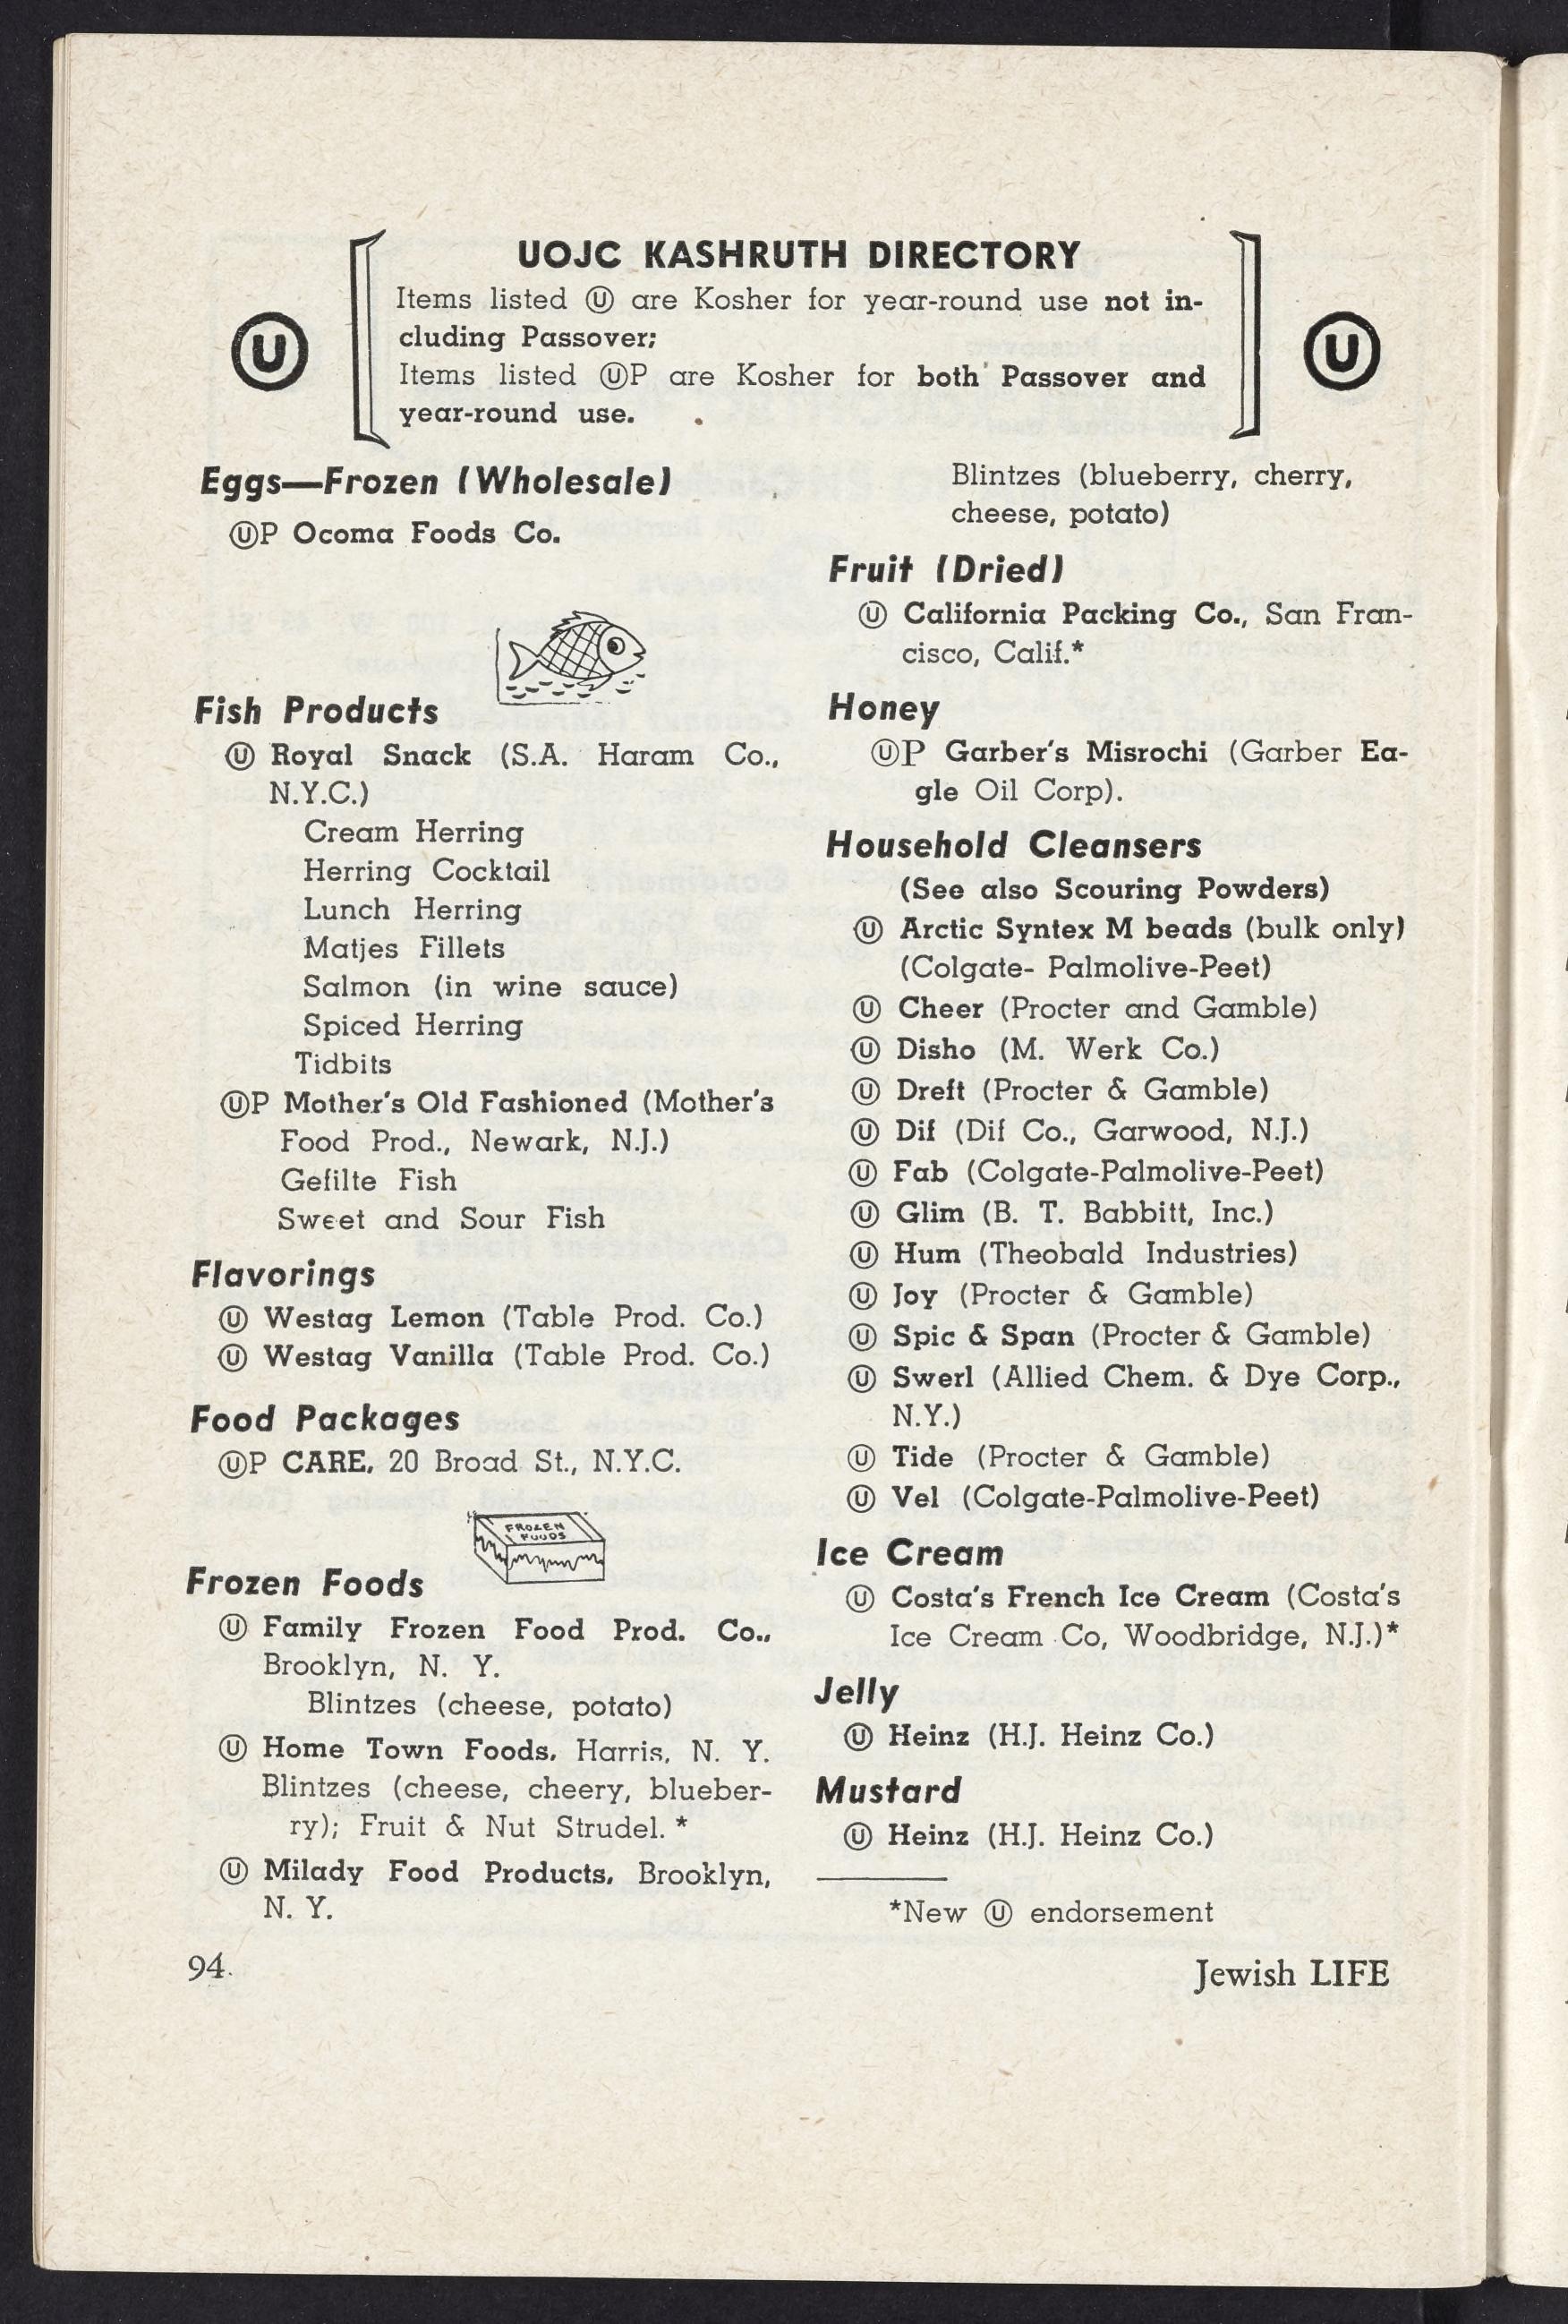 UOJC KASHRUTH DIRECTORY
Items listed Ⓤ are Kosher for year-round use not in-
cluding Passover;
Items listed ⓊP are Kosher for both Passover and
year-round use.
Ⓤ
Ⓤ
Eggs—Frozen (Wholesale)
ⓊP Ocoma Foods Co.
Fish Products
Ⓤ Royal Snack (S.A. Haram Co.,
N.Y.C.)
Cream Herring
Herring Cocktail
Lunch Herring
Matjes Fillets
Salmon (in wine sauce)
Spiced Herring
Tidbits
ⓊP Mother's Old Fashioned (Mother's
Food Prod., Newark, N.J.)
Gefilte Fish
Sweet and Sour Fish
Flavorings
Ⓤ Westag Lemon (Table Prod. Co.)
Ⓤ Westag Vanilla (Table Prod. Co.)
Food Packages
ⓊP CARE, 20 Broad St., N.Y.C.
FROZEN
FOODS
Frozen Foods
Ⓤ Family Frozen Food Prod. Co.,
Brooklyn, N. Y.
Blintzes (cheese, potato)
Ⓤ Home Town Foods, Harris, N. Y.
Blintzes (cheese, cheery, blueber-
ry); Fruit & Nut Strudel. *
Ⓤ Milady Food Products, Brooklyn,
N. Y.
Blintzes (blueberry, cherry,
cheese, potato)
Fruit (Dried)
Ⓤ California Packing Co., San Fran-
cisco, Calif.*
Honey
ⓊP Garber's Misrochi (Garber Ea-
gle Oil Corp).
Household Cleansers
(See also Scouring Powders)
Ⓤ Arctic Syntex M beads (bulk only)
(Colgate- Palmolive-Peet)
Ⓤ Cheer (Procter and Gamble)
Ⓤ Disho (M. Werk Co.)
Ⓤ Dreft (Procter & Gamble)
Ⓤ Dif (Dif Co., Garwood, N.J.)
Ⓤ Fab (Colgate-Palmolive-Peet)
Ⓤ Glim (B. T. Babbitt, Inc.)
Ⓤ Hum (Theobald Industries)
Ⓤ Joy (Procter & Gamble)
Ⓤ Spic & Span (Procter & Gamble)
Ⓤ Swerl (Allied Chem. & Dye Corp.,
N.Y.)
Ⓤ Tide (Procter & Gamble)
Ⓤ Vel (Colgate-Palmolive-Peet)
Ice Cream
Ⓤ Costa's French Ice Cream (Costa's
Ice Cream Co, Woodbridge, N.J.)*
Jelly
Ⓤ Heinz (H.J. Heinz Co.)
Mustard
Ⓤ Heinz (H.J. Heinz Co.)
*New Ⓤ endorsement
94
Jewish LIFE